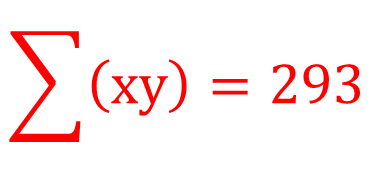 ∑(xy) = 293